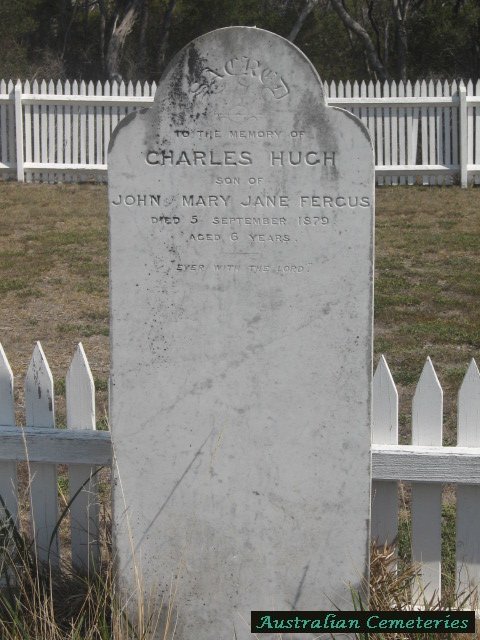 SACRED
TO THE MEMORY OF
CHARLES HUGH
SON OF
JOHN & MARY JANE FERGUS
DIED 5 SEPTEMBER 1879
AGED 6 YEARS.
"EVER WITH THE LORD."
Australian Cemeteries